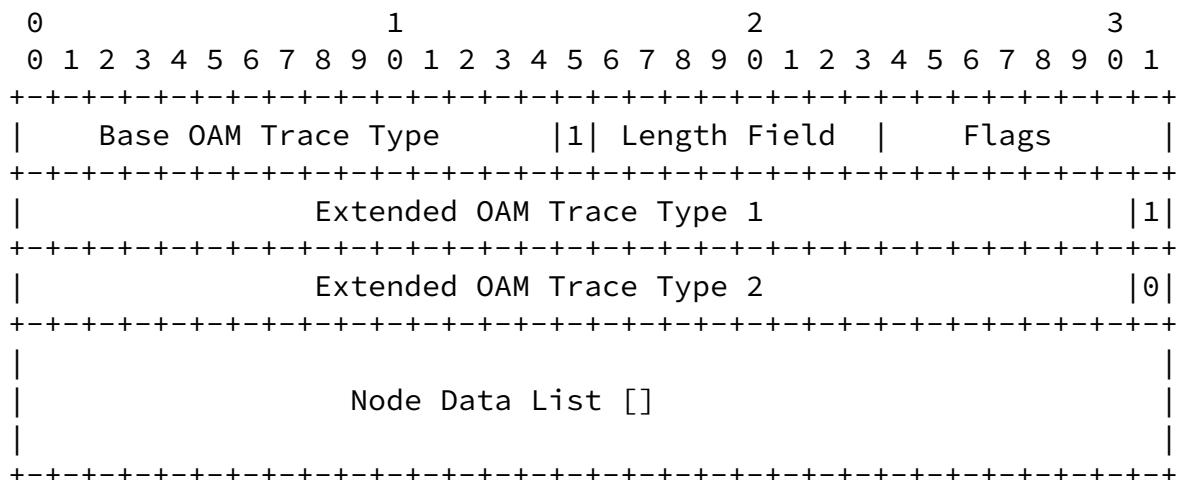 0                   1                   2                   3
 0 1 2 3 4 5 6 7 8 9 0 1 2 3 4 5 6 7 8 9 0 1 2 3 4 5 6 7 8 9 0 1
+-+-+-+-+-+-+-+-+-+-+-+-+-+-+-+-+-+-+-+-+-+-+-+-+-+-+-+-+-+-+-+-+
|    Base OAM Trace Type      |1| Length Field  |    Flags      |
+-+-+-+-+-+-+-+-+-+-+-+-+-+-+-+-+-+-+-+-+-+-+-+-+-+-+-+-+-+-+-+-+
|                Extended OAM Trace Type 1                    |1|
+-+-+-+-+-+-+-+-+-+-+-+-+-+-+-+-+-+-+-+-+-+-+-+-+-+-+-+-+-+-+-+-+
|                Extended OAM Trace Type 2                    |0|
+-+-+-+-+-+-+-+-+-+-+-+-+-+-+-+-+-+-+-+-+-+-+-+-+-+-+-+-+-+-+-+-+
|                                                               |
|                  Node Data List []                            |
|                                                               |
+-+-+-+-+-+-+-+-+-+-+-+-+-+-+-+-+-+-+-+-+-+-+-+-+-+-+-+-+-+-+-+-+